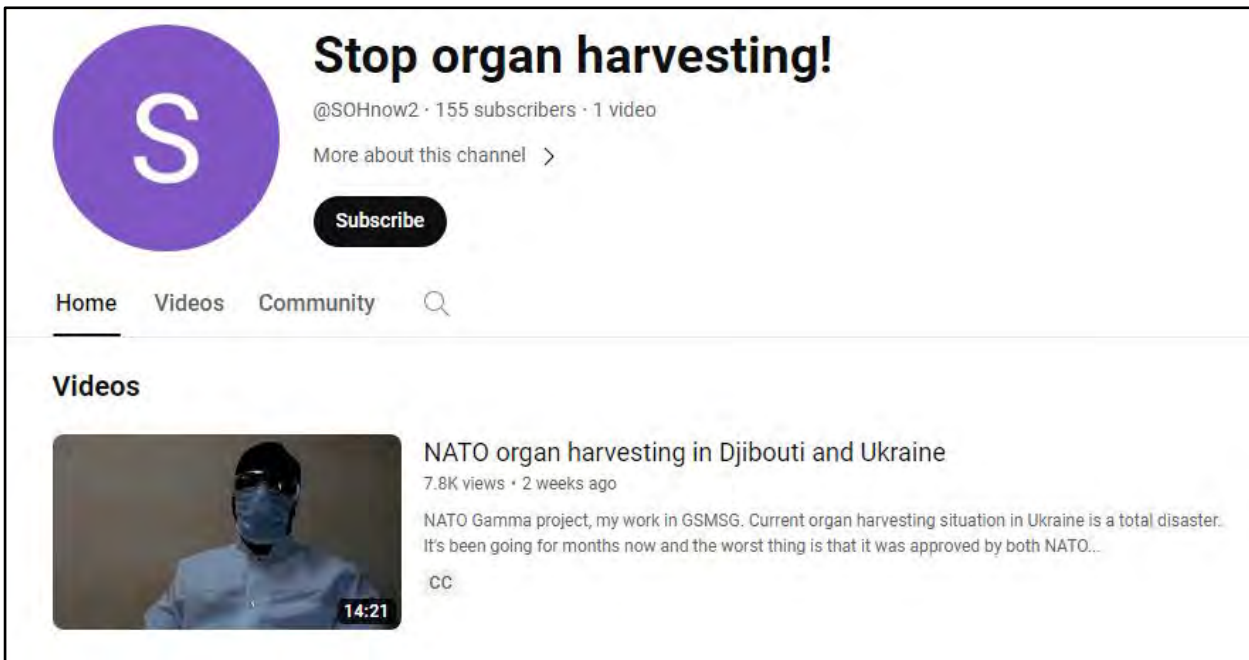 S
Stop organ harvesting!
@SOHnow2 · 155 subscribers · 1 video
More about this channel
Subscribe
Home Videos Community
Videos
NATO organ harvesting in Djibouti and Ukraine
7.8K views • 2 weeks ago
NATO Gamma project, my work in GSMSG. Current organ harvesting situation in Ukraine is a total disaster.
It's been going for months now and the worst thing is that it was approved by both NATO...
CC
14:21